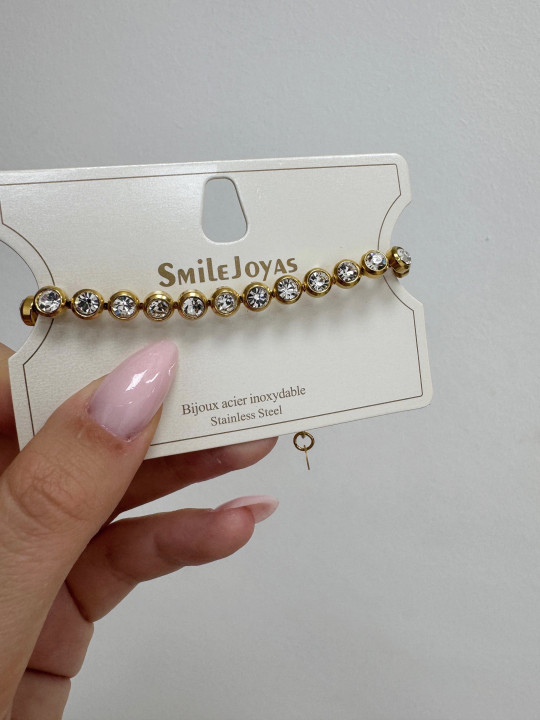 SMiLEJOYAS
Bijoux acier inoxydable
Stainless Steel